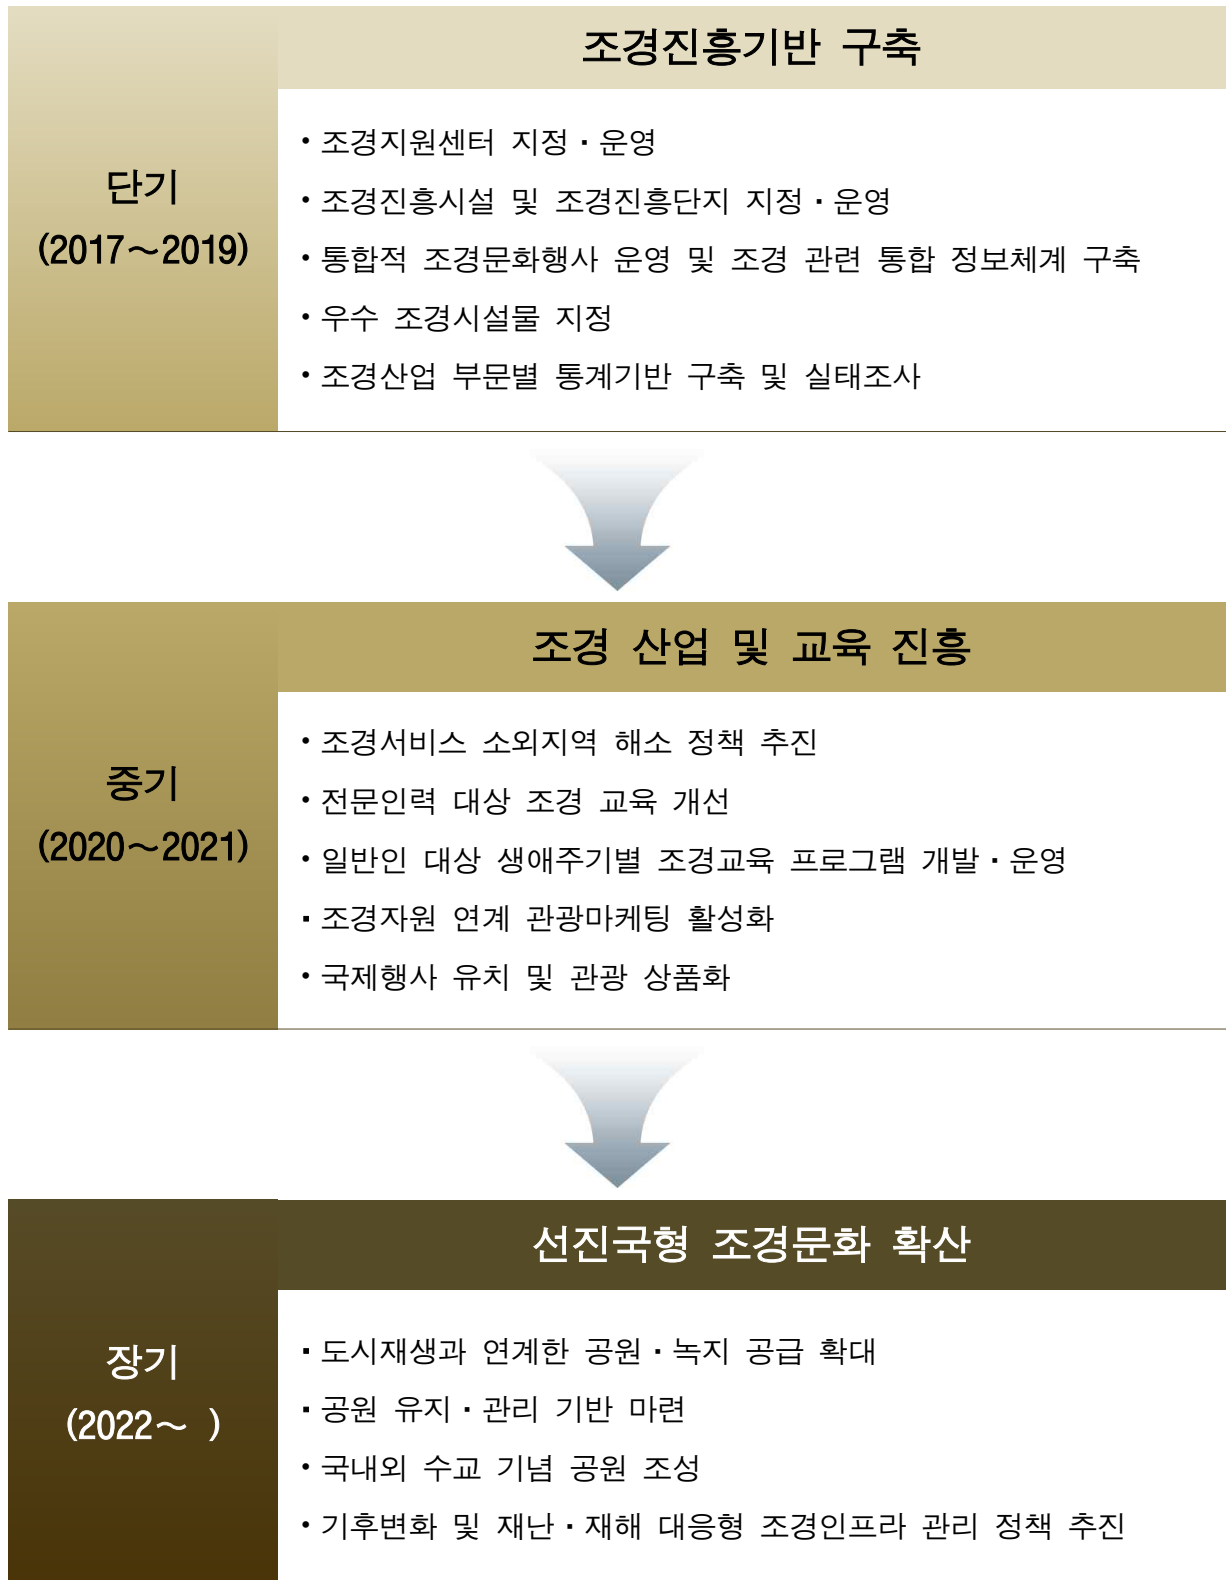 조경진흥기반 구축
단기
(2017～2019)
• 조경지원센터 지정·운영
• 조경진흥시설 및 조경진흥단지 지정·운영
• 통합적 조경문화행사 운영 및 조경 관련 통합 정보체계 구축
• 우수 조경시설물 지정
• 조경산업 부문별 통계기반 구축 및 실태조사
조경 산업 및 교육 진흥
중기
(2020～2021)
• 조경서비스 소외지역 해소 정책 추진
• 전문인력 대상 조경 교육 개선
• 일반인 대상 생애주기별 조경교육 프로그램 개발·운영
• 조경자원 연계 관광마케팅 활성화
• 국제행사 유치 및 관광 상품화
선진국형 조경문화 확산
장기
(2022～ )
• 도시재생과 연계한 공원·녹지 공급 확대
• 공원 유지·관리 기반 마련
• 국내외 수교 기념 공원 조성
• 기후변화 및 재난·재해 대응형 조경인프라 관리 정책 추진